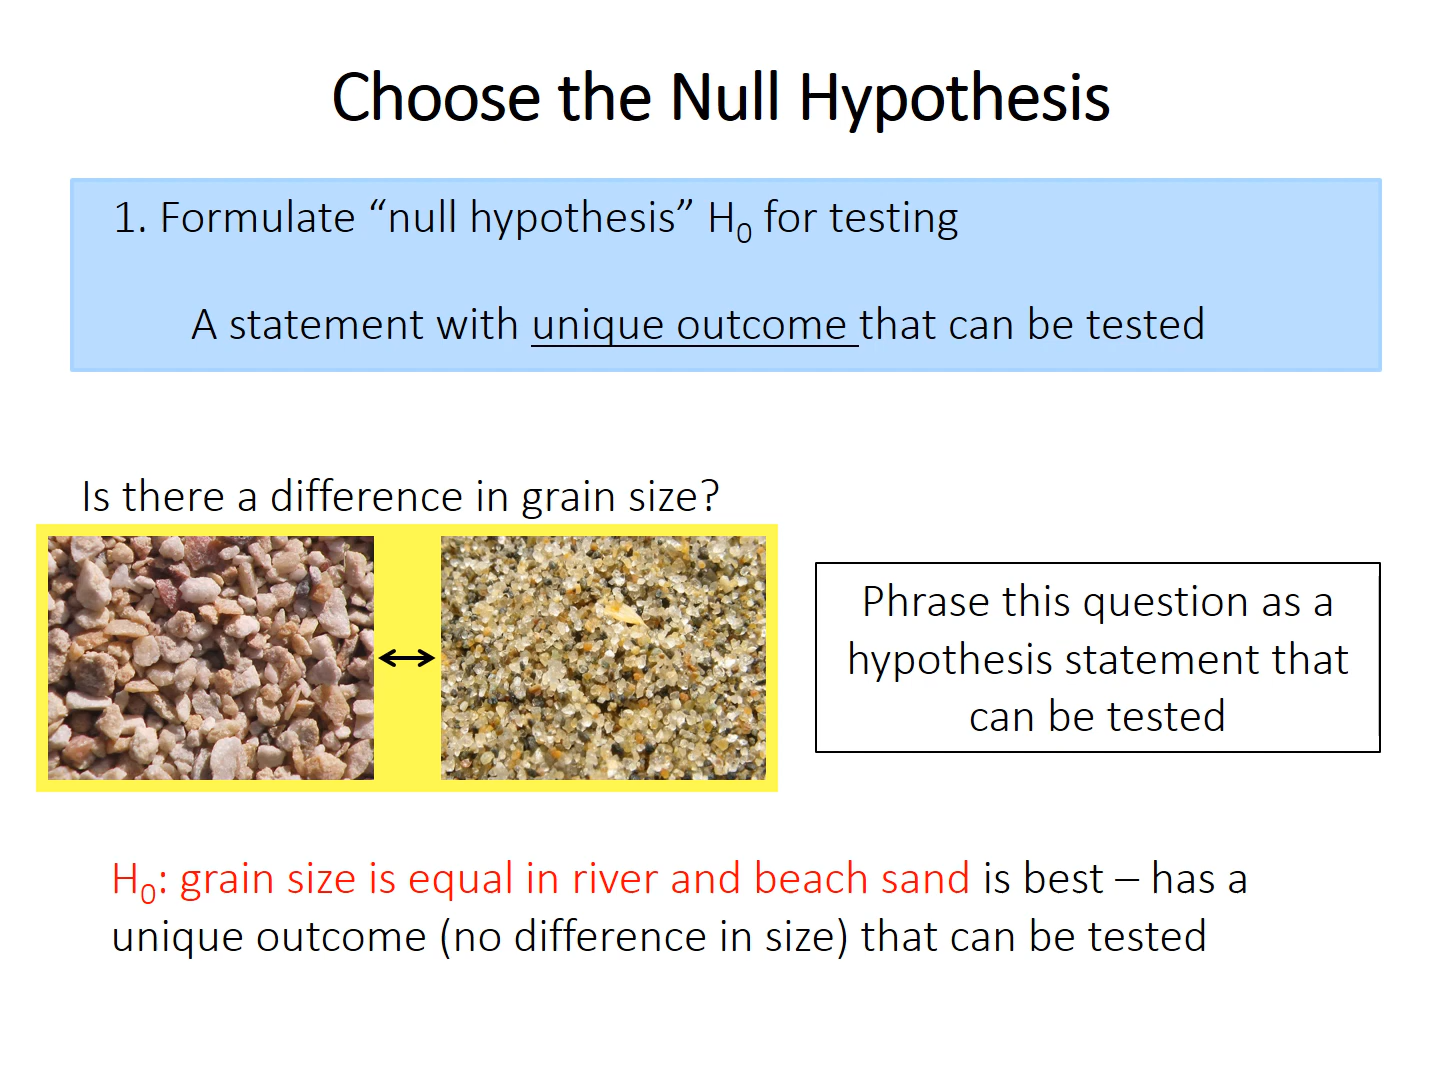 Choose the Null Hypothesis
1. Formulate “null hypothesis” H₀ for testing
A statement with unique outcome that can be tested
Is there a difference in grain size?
Phrase this question as a
hypothesis statement that
can be tested
H₀: grain size is equal in river and beach sand is best – has a
unique outcome (no difference in size) that can be tested